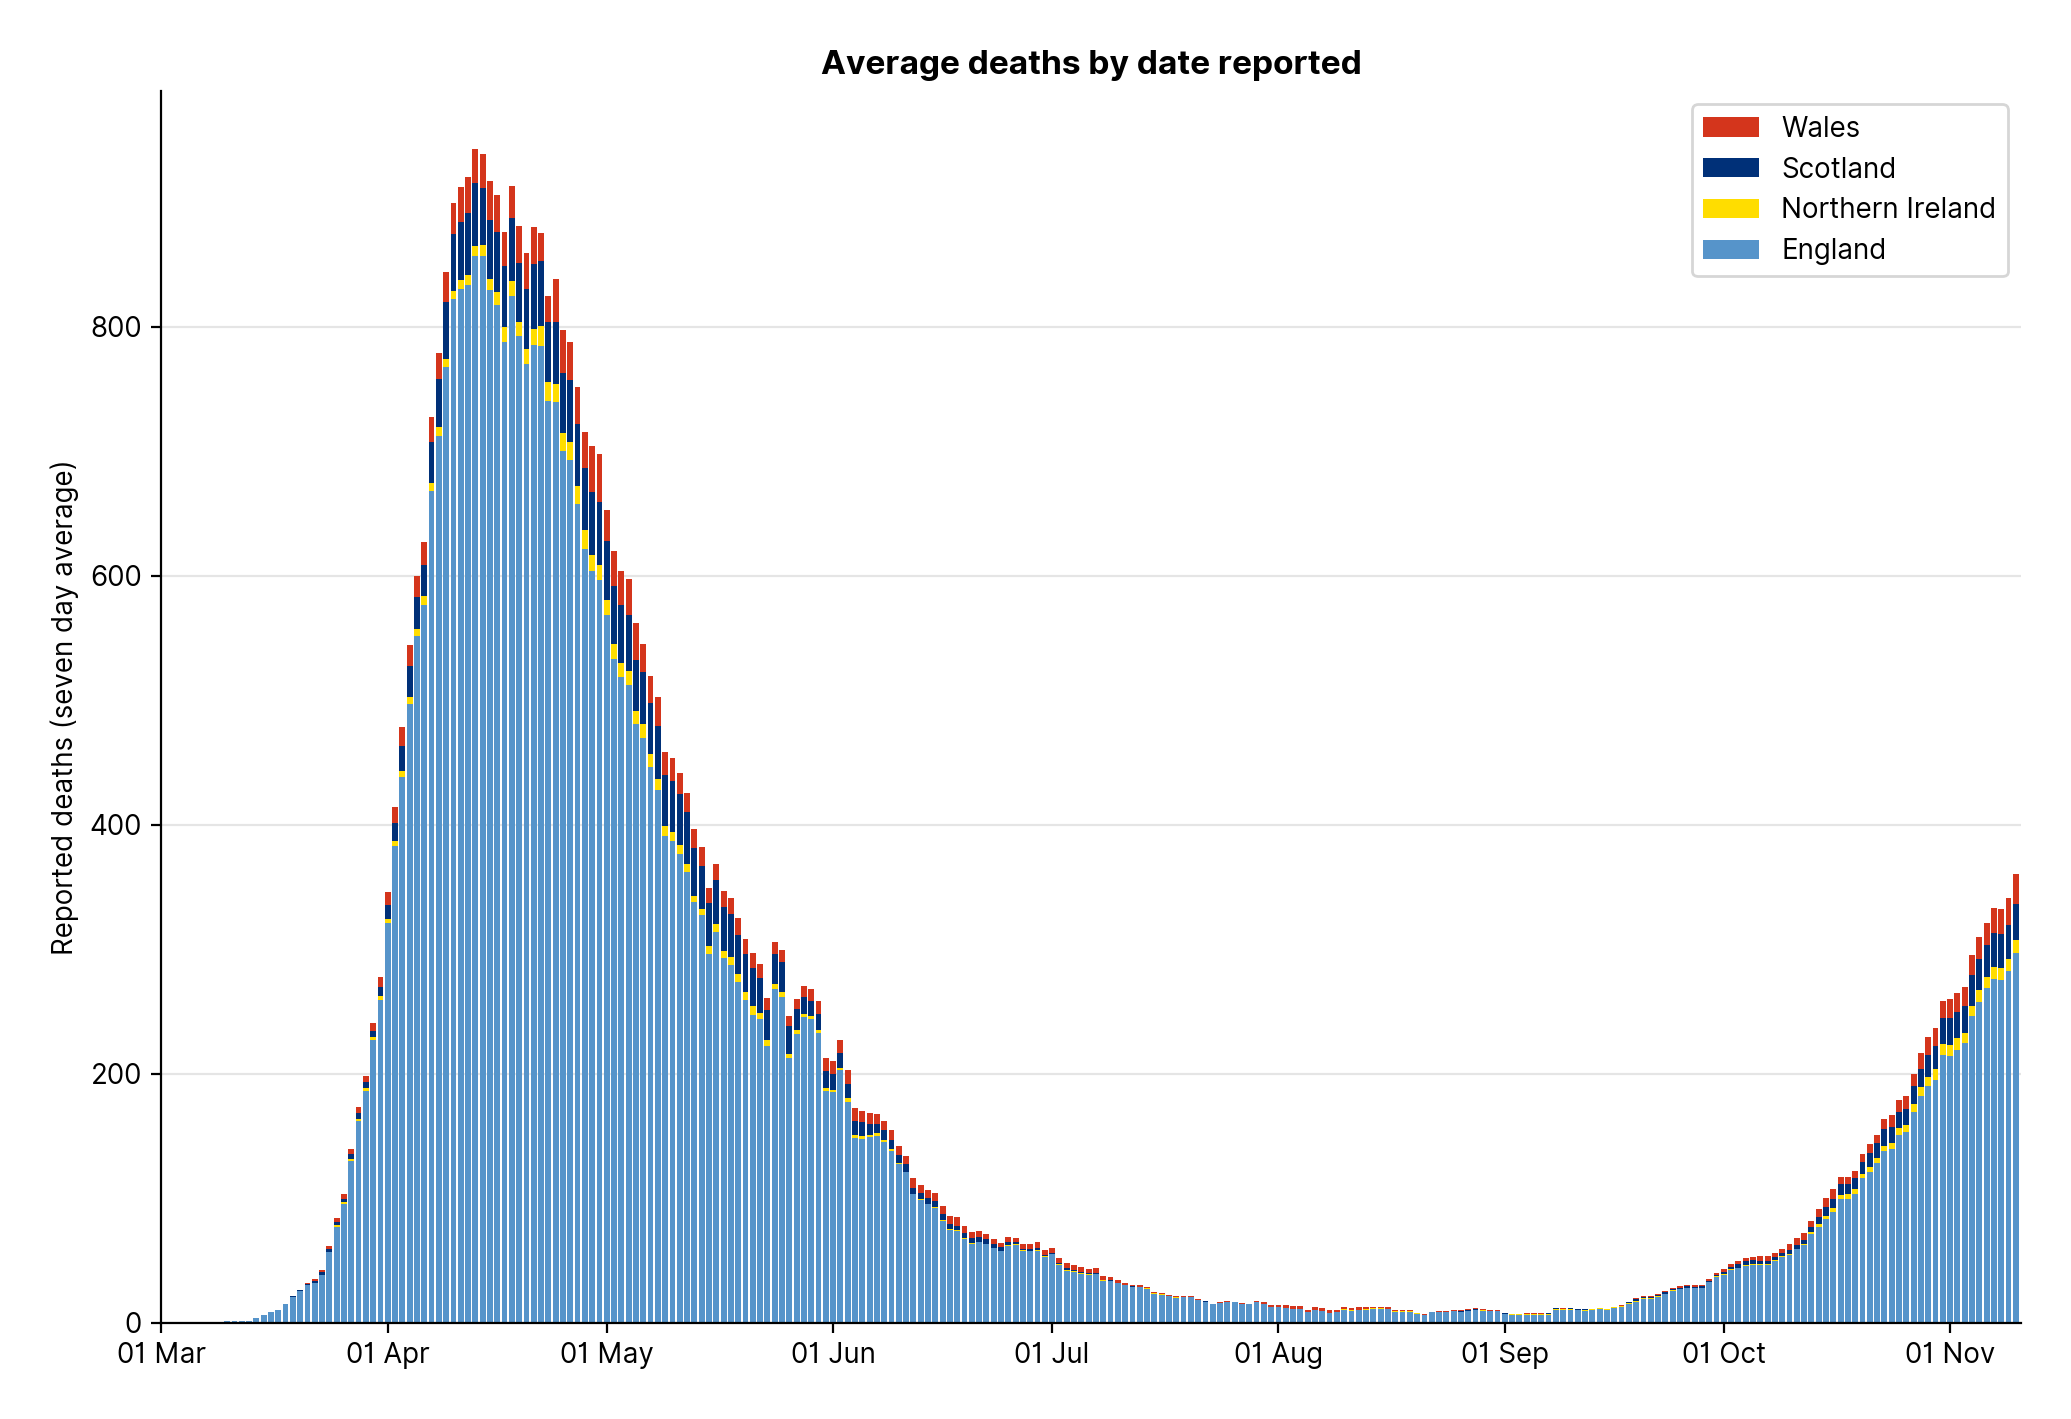 Average deaths by date reported
Wales
Scotland
Northern Ireland
England
Reported deaths (seven day average)
800
600
400
200
0
01 Mar
01 Apr
01 May
01 Jun
01 Jul
01 Aug
01 Sep
01 Oct
01 Nov